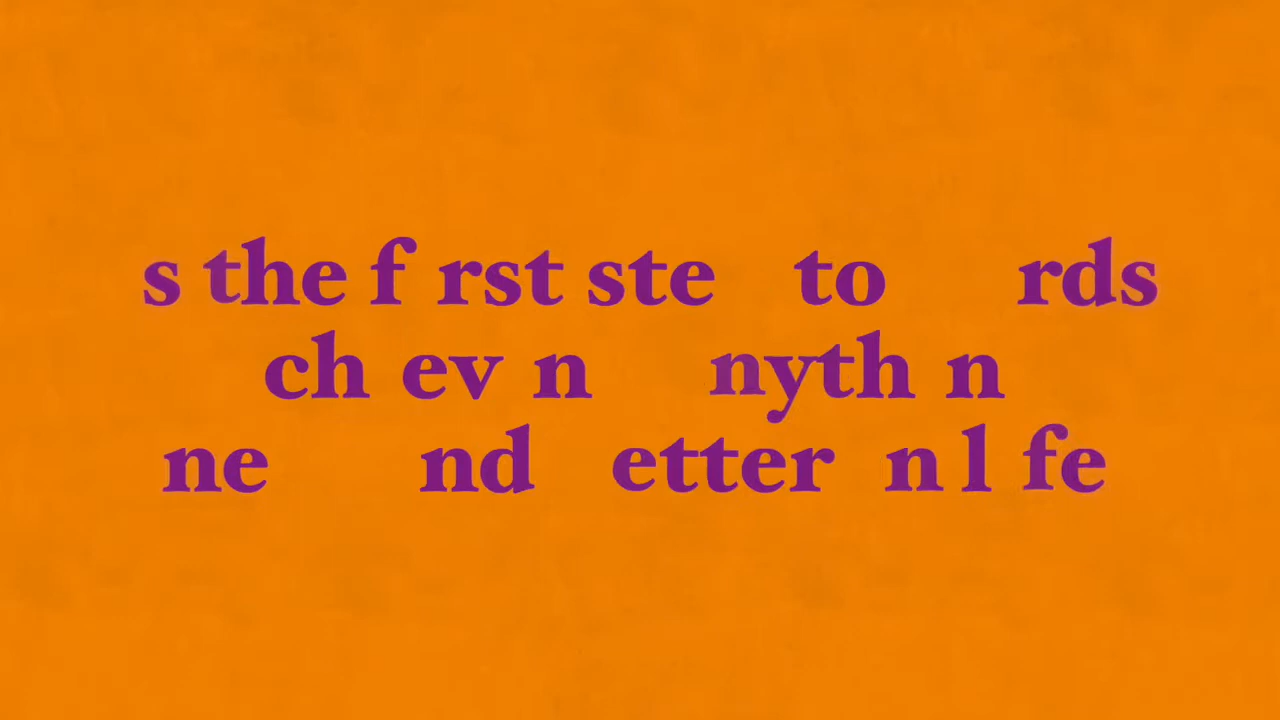 s the f rst ste to rds
ch ev n nyth n
ne nd etter n l fe